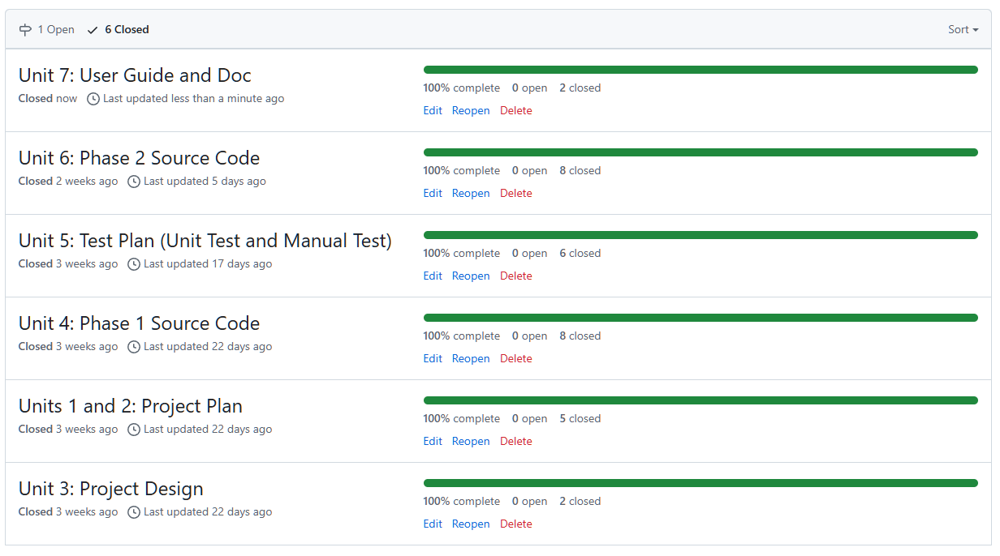 1 Open 6 Closed Sort
Unit 7: User Guide and Doc
Closed now Last updated less than a minute ago
100% complete 0 open 2 closed
Edit Reopen Delete
Unit 6: Phase 2 Source Code
Closed 2 weeks ago Last updated 5 days ago
100% complete 0 open 8 closed
Edit Reopen Delete
Unit 5: Test Plan (Unit Test and Manual Test)
Closed 3 weeks ago Last updated 17 days ago
100% complete 0 open 6 closed
Edit Reopen Delete
Unit 4: Phase 1 Source Code
Closed 3 weeks ago Last updated 22 days ago
100% complete 0 open 8 closed
Edit Reopen Delete
Units 1 and 2: Project Plan
Closed 3 weeks ago Last updated 22 days ago
100% complete 0 open 5 closed
Edit Reopen Delete
Unit 3: Project Design
Closed 3 weeks ago Last updated 22 days ago
100% complete 0 open 2 closed
Edit Reopen Delete